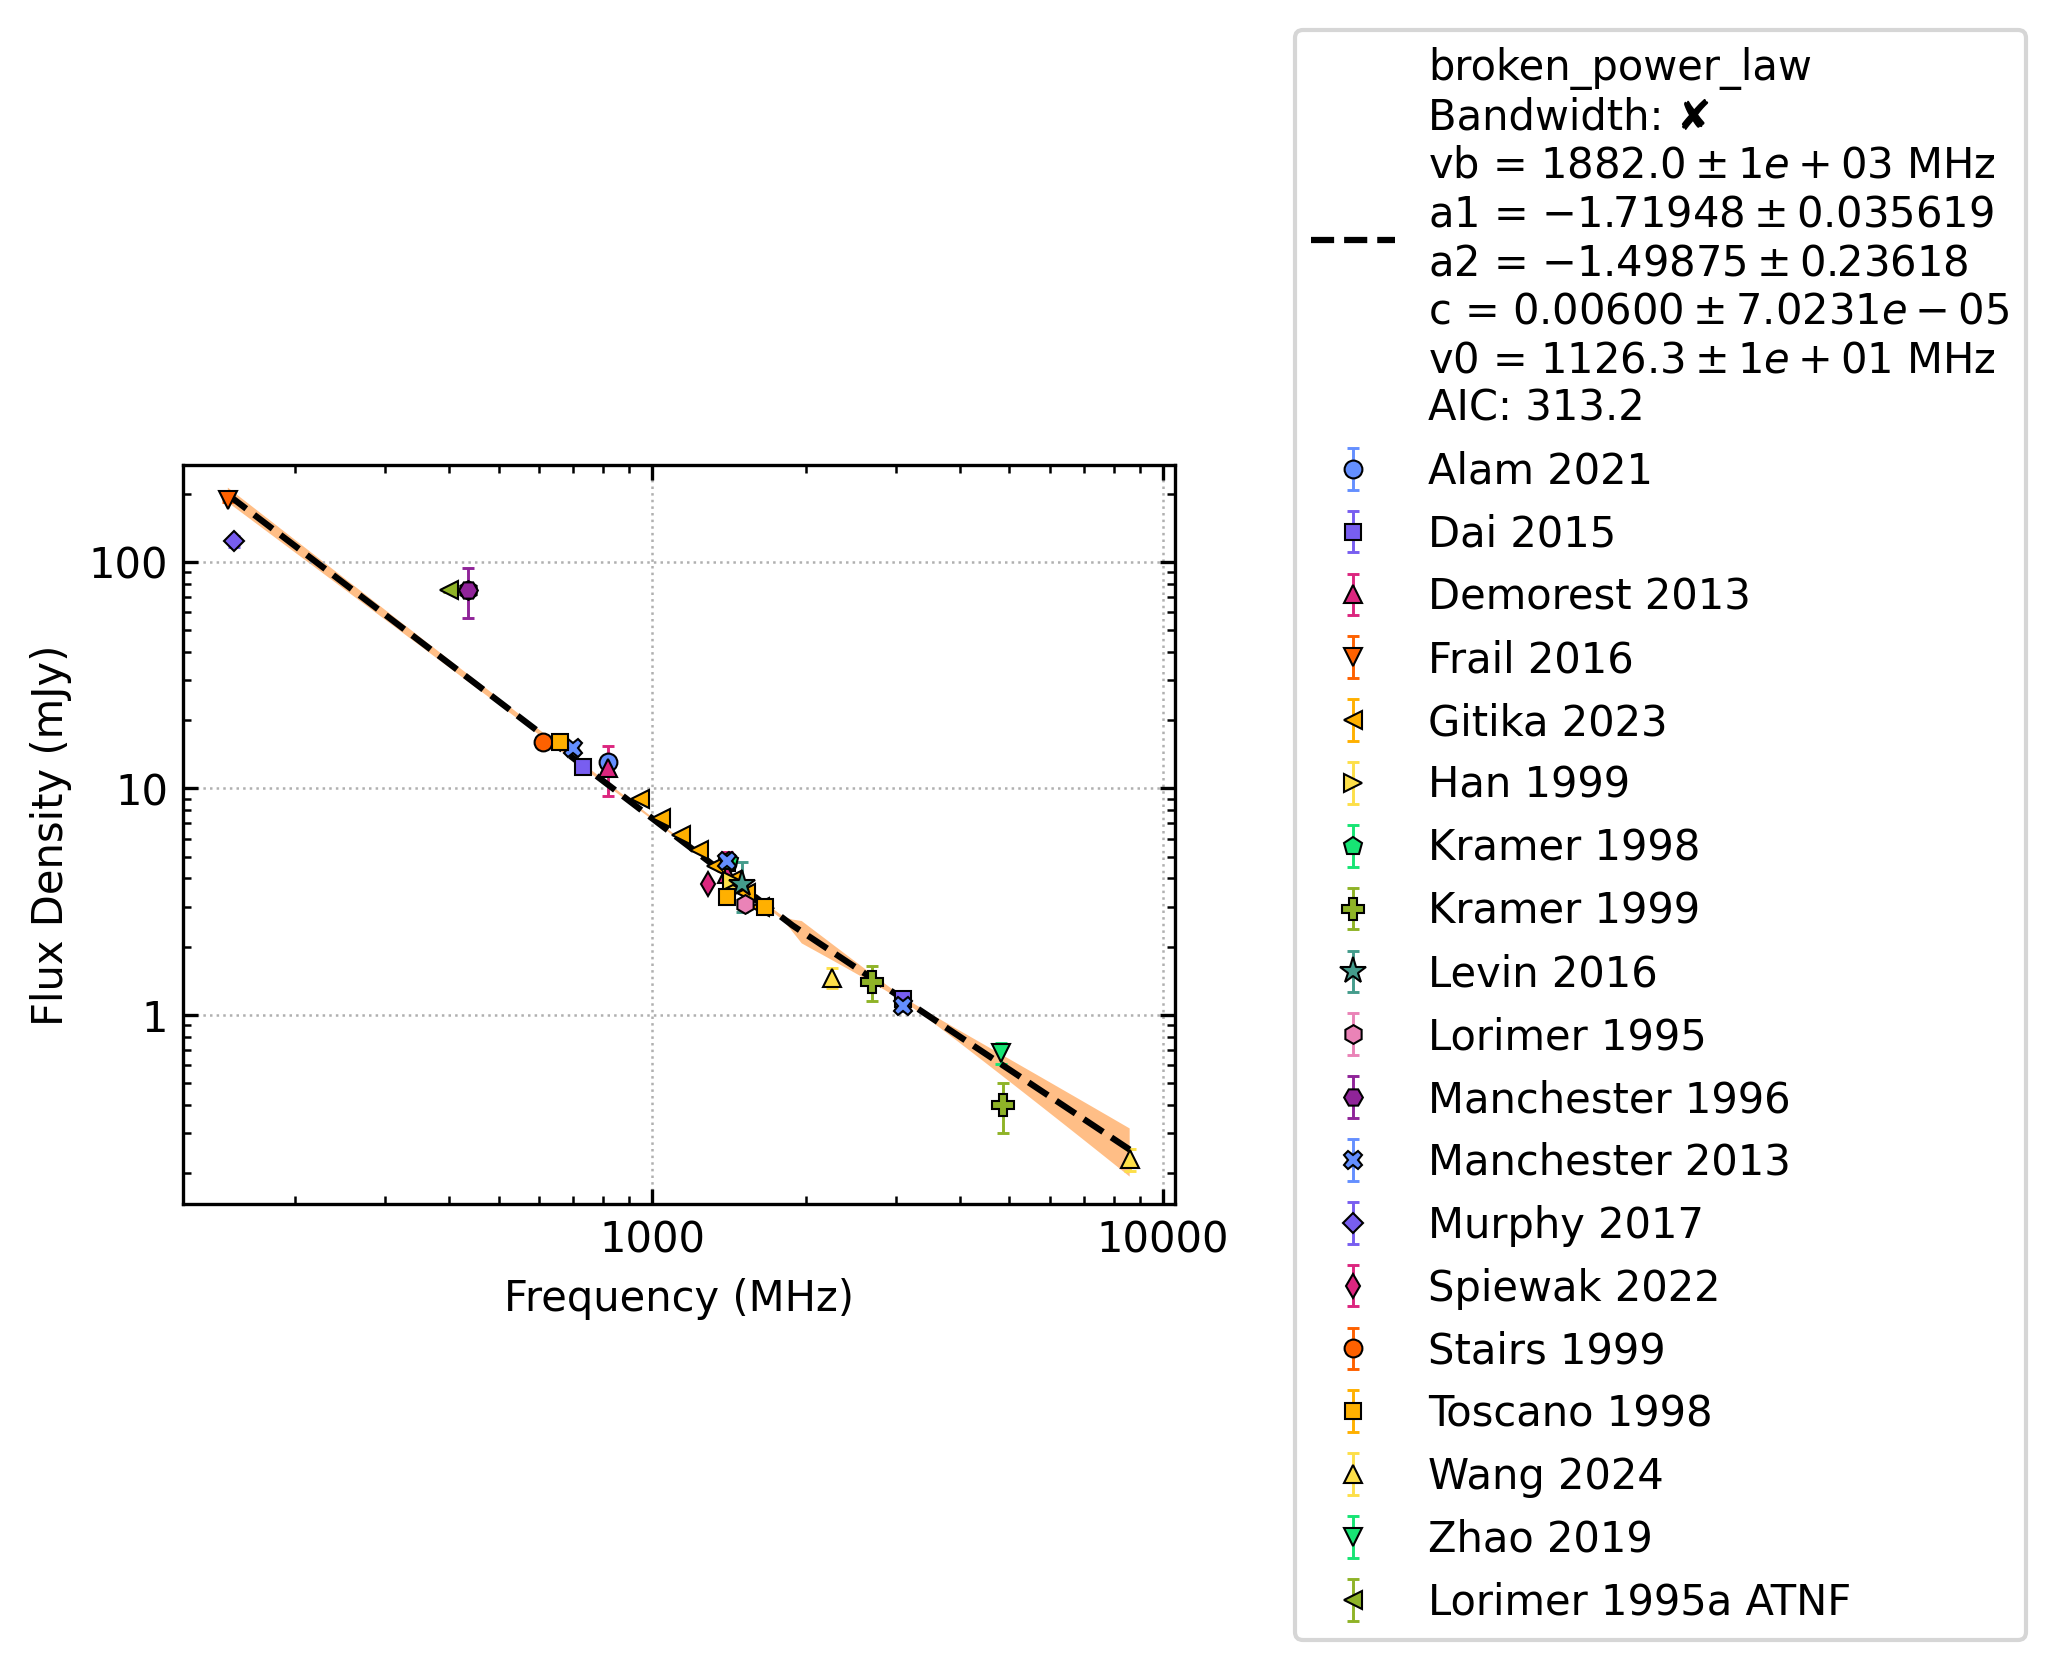 broken_power_law
Bandwidth: ✘
vb = 1882.0 ± 1e + 03 MHz
a1 = −1.71948 ± 0.035619
a2 = −1.49875 ± 0.23618
c = 0.00600 ± 7.0231e − 05
v0 = 1126.3 ± 1e + 01 MHz
AIC: 313.2
Alam 2021
Dai 2015
Demorest 2013
Frail 2016
Gitika 2023
Han 1999
Kramer 1998
Kramer 1999
Levin 2016
Lorimer 1995
Manchester 1996
Manchester 2013
Murphy 2017
Spiewak 2022
Stairs 1999
Toscano 1998
Wang 2024
Zhao 2019
Lorimer 1995a ATNF
Flux Density (mJy)
100
10
1
1000
10000
Frequency (MHz)